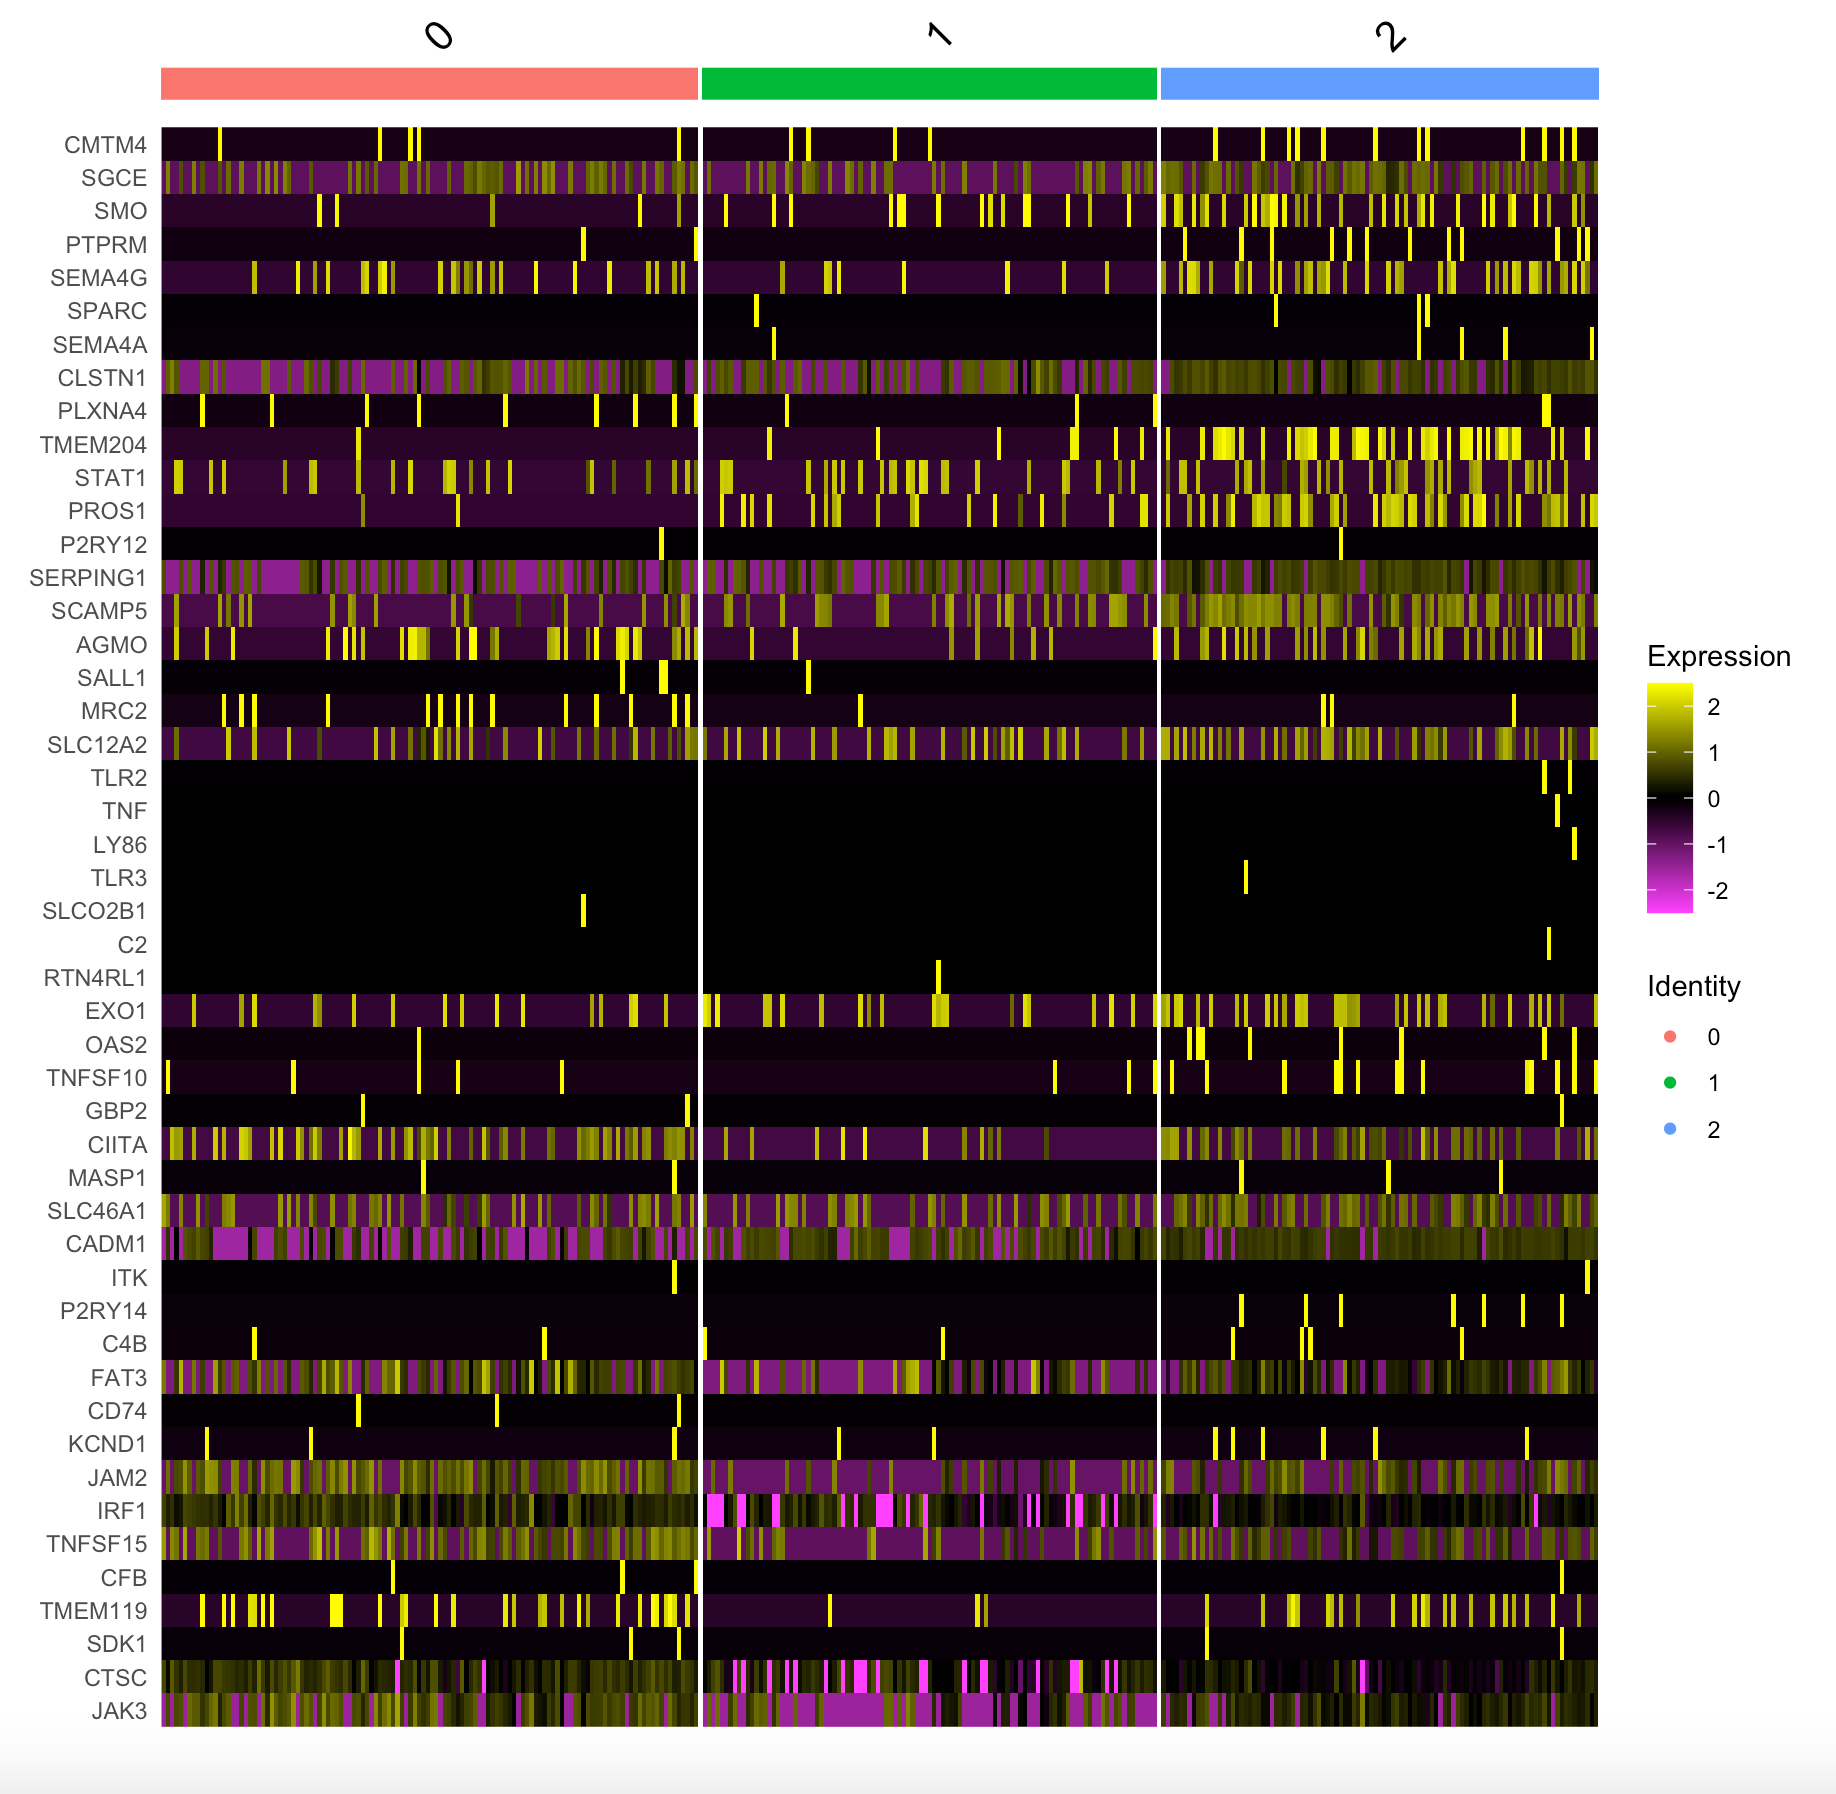 0 1 2
CMTM4
SGCE
SMO
PTPRM
SEMA4G
SPARC
SEMA4A
CLSTN1
PLXNA4
TMEM204
STAT1
PROS1
P2RY12
SERPING1
SCAMP5
AGMO
SALL1
MRC2
SLC12A2
TLR2
TNF
LY86
TLR3
SLCO2B1
C2
RTN4RL1
EXO1
OAS2
TNFSF10
GBP2
CIITA
MASP1
SLC46A1
CADM1
ITK
P2RY14
C4B
FAT3
CD74
KCND1
JAM2
IRF1
TNFSF15
CFB
TMEM119
SDK1
CTSC
JAK3
Expression
2
1
0
-1
-2
Identity
0
1
2